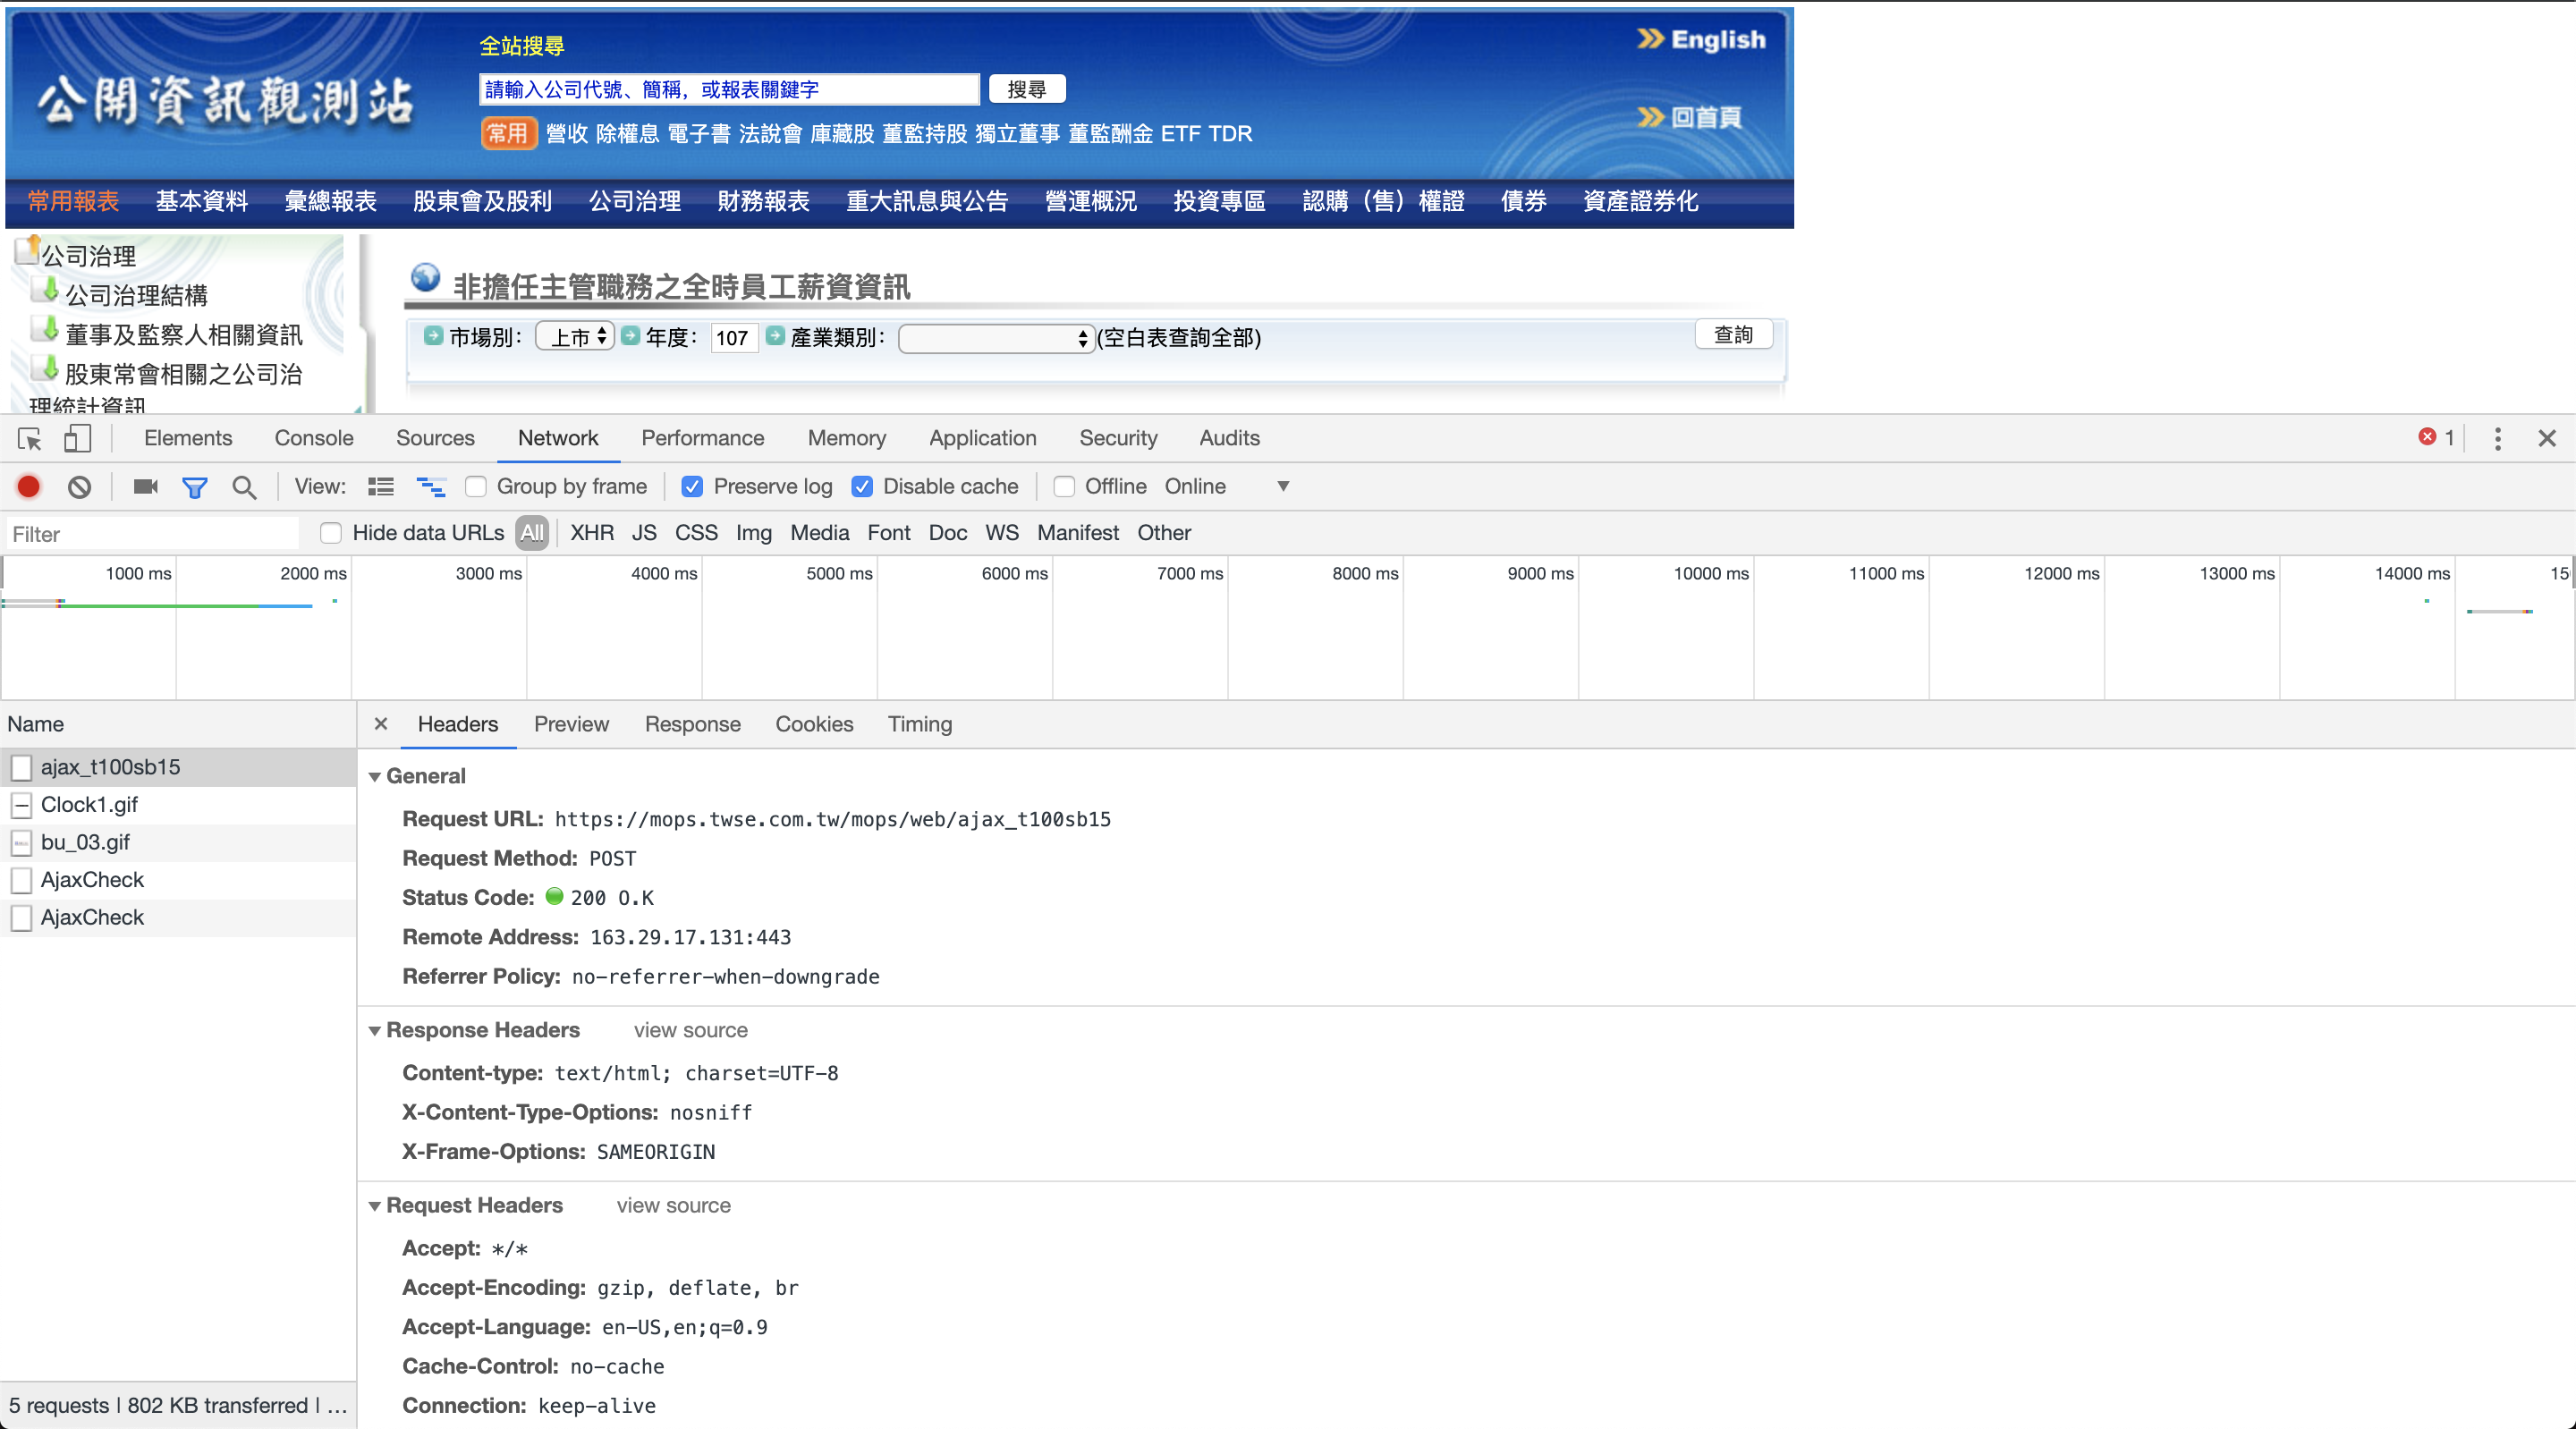 全站搜尋
English
請輸入公司代號、簡稱，或報表關鍵字
搜尋
公開資訊觀測站
回首頁
常用 營收 除權息 電子書 法說會 庫藏股 董監持股 獨立董事 董監酬金 ETF TDR
常用報表 基本資料 彙總報表 股東會及股利 公司治理 財務報表 重大訊息與公告 營運概況 投資專區 認購（售）權證 債券 資產證券化
公司治理
公司治理結構
董事及監察人相關資訊
股東常會相關之公司治
理統計資訊
非擔任主管職務之全時員工薪資資訊
市場別： 上市 年度： 107 產業類別： (空白表查詢全部) 查詢
Elements Console Sources Network Performance Memory Application Security Audits 1
View: Group by frame Preserve log Disable cache Offline Online
Filter Hide data URLs All XHR JS CSS Img Media Font Doc WS Manifest Other
1000 ms 2000 ms 3000 ms 4000 ms 5000 ms 6000 ms 7000 ms 8000 ms 9000 ms 10000 ms 11000 ms 12000 ms 13000 ms 14000 ms 15
Name
ajax_t100sb15
Clock1.gif
bu_03.gif
AjaxCheck
AjaxCheck
5 requests | 802 KB transferred | ...
Headers Preview Response Cookies Timing
General
Request URL: https://mops.twse.com.tw/mops/web/ajax_t100sb15
Request Method: POST
Status Code: 200 O.K
Remote Address: 163.29.17.131:443
Referrer Policy: no-referrer-when-downgrade
Response Headers view source
Content-type: text/html; charset=UTF-8
X-Content-Type-Options: nosniff
X-Frame-Options: SAMEORIGIN
Request Headers view source
Accept: */*
Accept-Encoding: gzip, deflate, br
Accept-Language: en-US,en;q=0.9
Cache-Control: no-cache
Connection: keep-alive